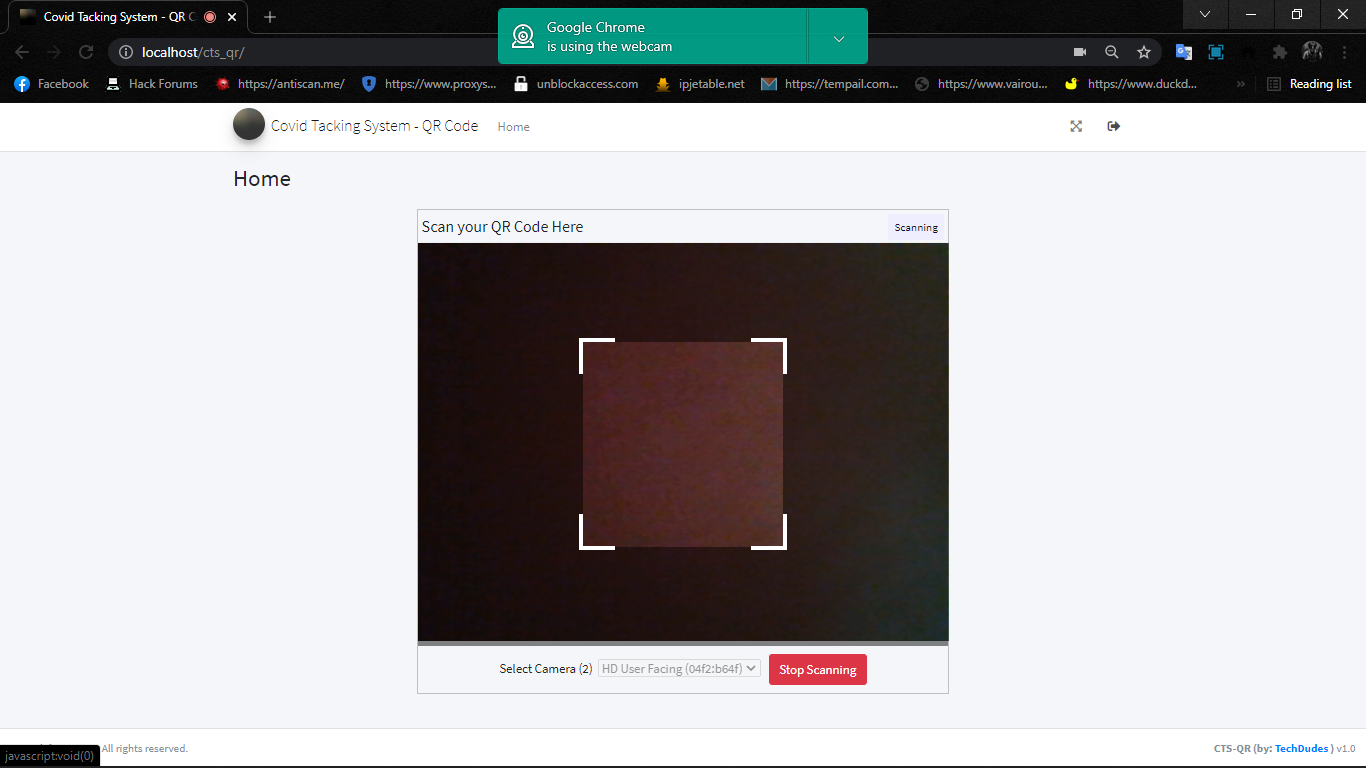 Covid Tacking System - QR C
Google Chrome
is using the webcam
localhost/cts_qr/
Facebook
Hack Forums
https://antiscan.me/
https://www.proxys...
unblockaccess.com
ipjetable.net
https://tempail.com...
https://www.vairou...
https://www.duckd...
»
Reading list
Covid Tacking System - QR Code
Home
Home
Scan your QR Code Here
Scanning
Select Camera (2)
HD User Facing (04f2:b64f)
Stop Scanning
All rights reserved.
CTS-QR (by: TechDudes ) v1.0
javascript:void(0)